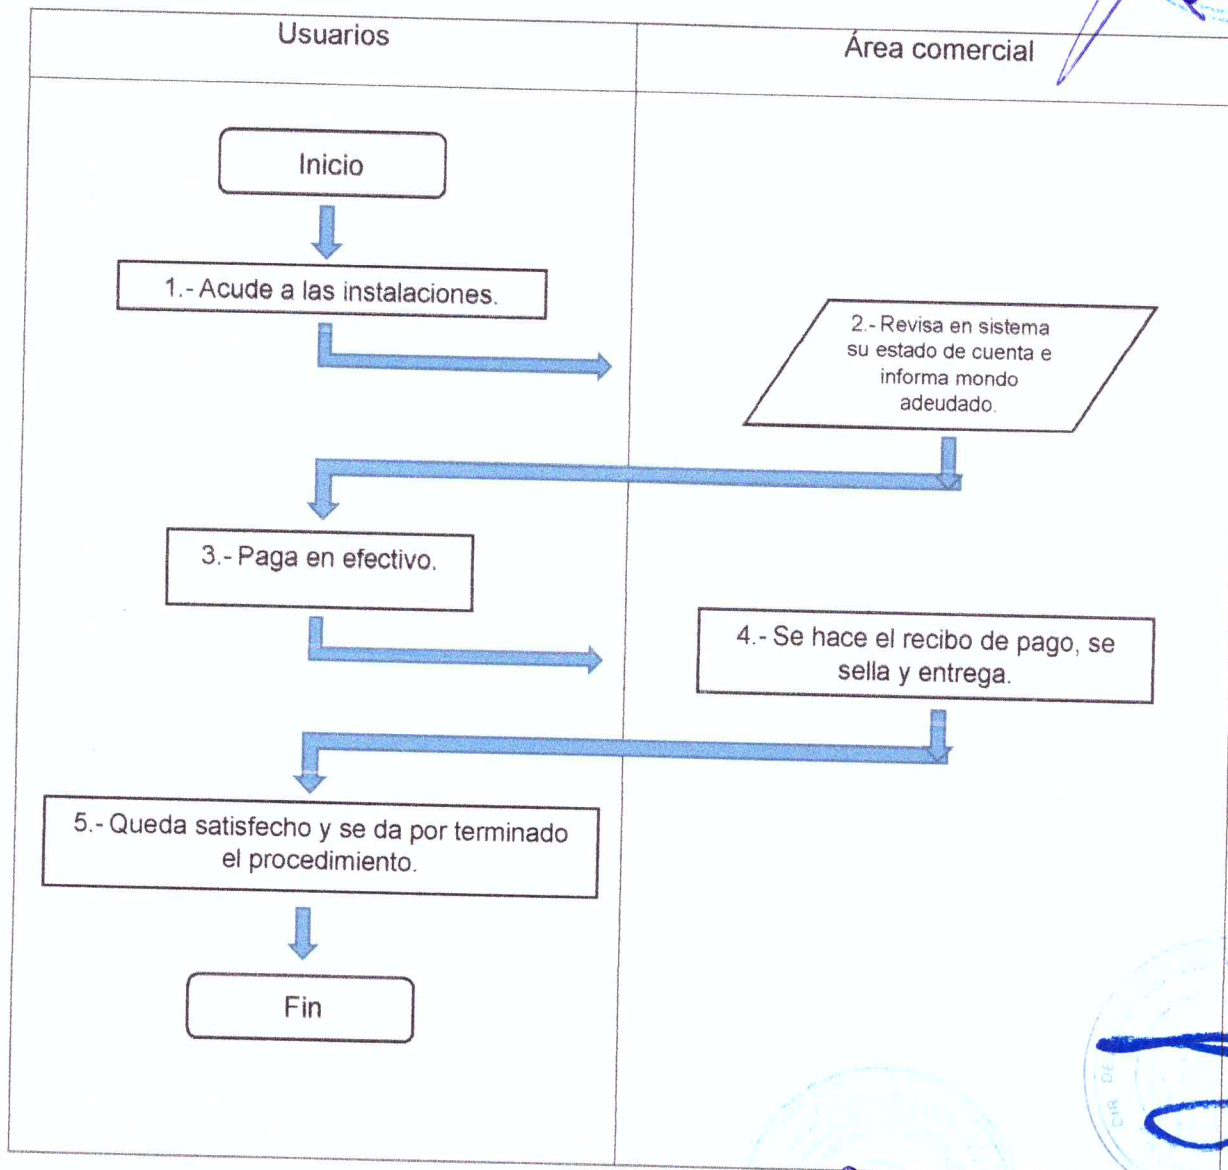 Usuarios
Área comercial
Inicio
1.- Acude a las instalaciones.
2.- Revisa en sistema
su estado de cuenta e
informa mondo
adeudado.
3.- Paga en efectivo.
4.- Se hace el recibo de pago, se
sella y entrega.
5.- Queda satisfecho y se da por terminado
el procedimiento.
Fin